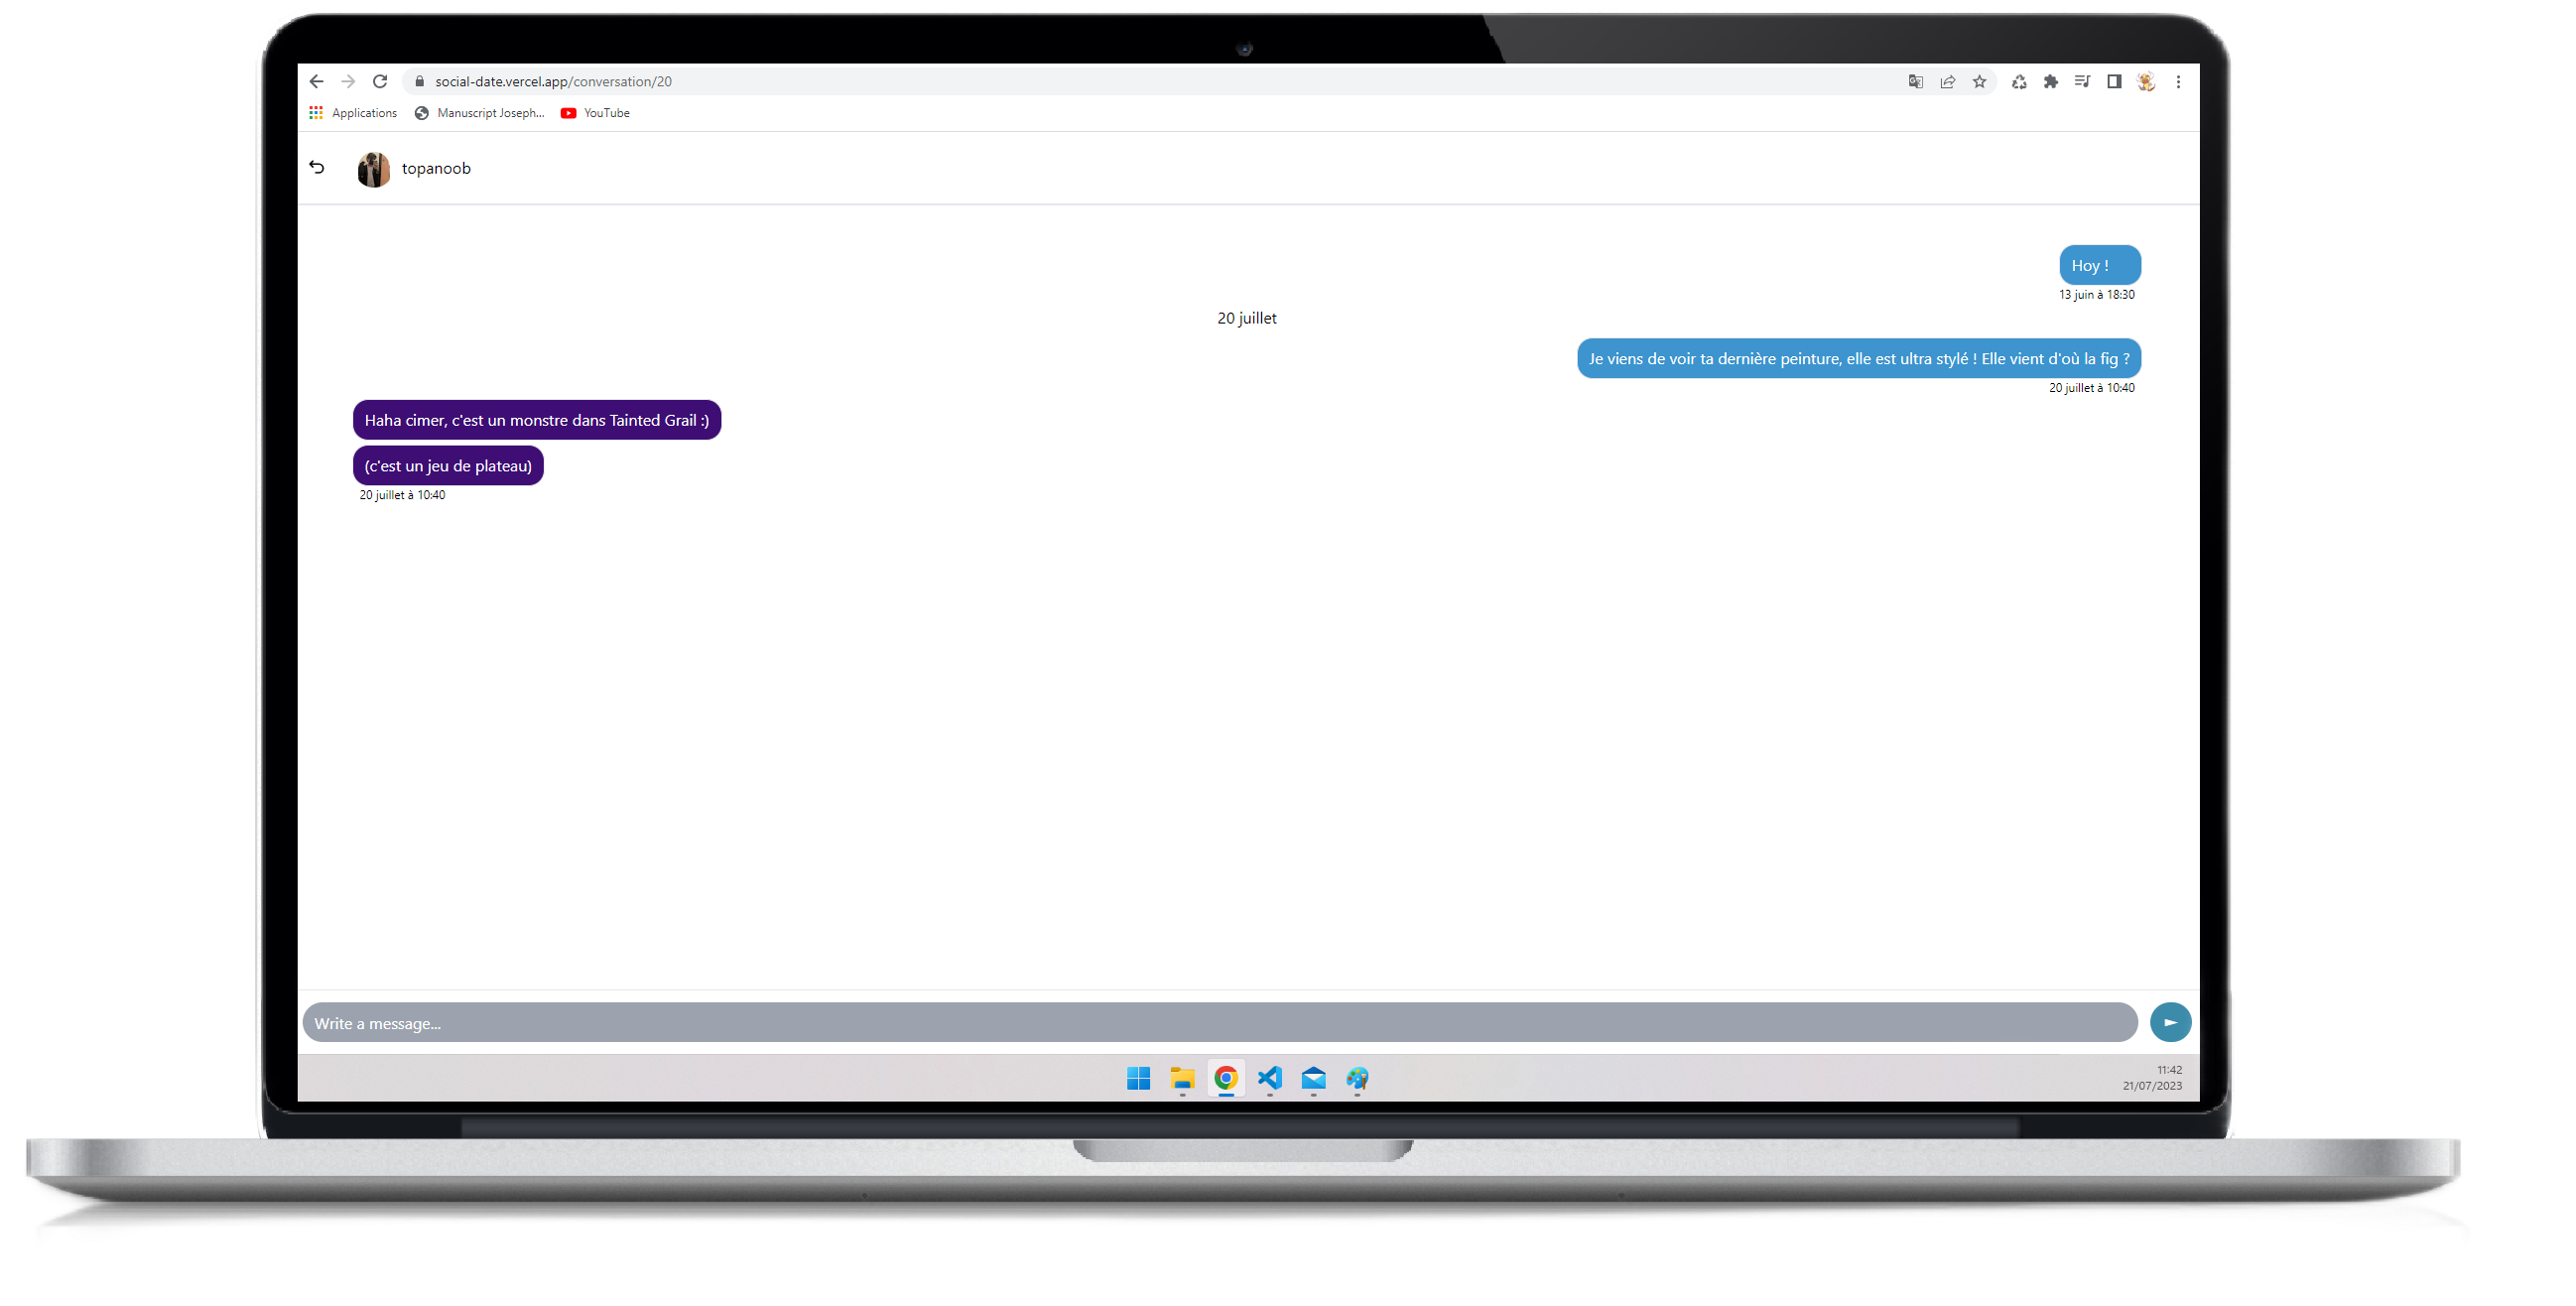 social-date.vercel.app/conversation/20
Applications Manuscript Joseph... YouTube
topanoob
Hoy !
13 juin à 18:30
20 juillet
Je viens de voir ta dernière peinture, elle est ultra stylé ! Elle vient d'où la fig ?
20 juillet à 10:40
Haha cimer, c'est un monstre dans Tainted Grail :)
(c'est un jeu de plateau)
20 juillet à 10:40
Write a message...
11:42
21/07/2023